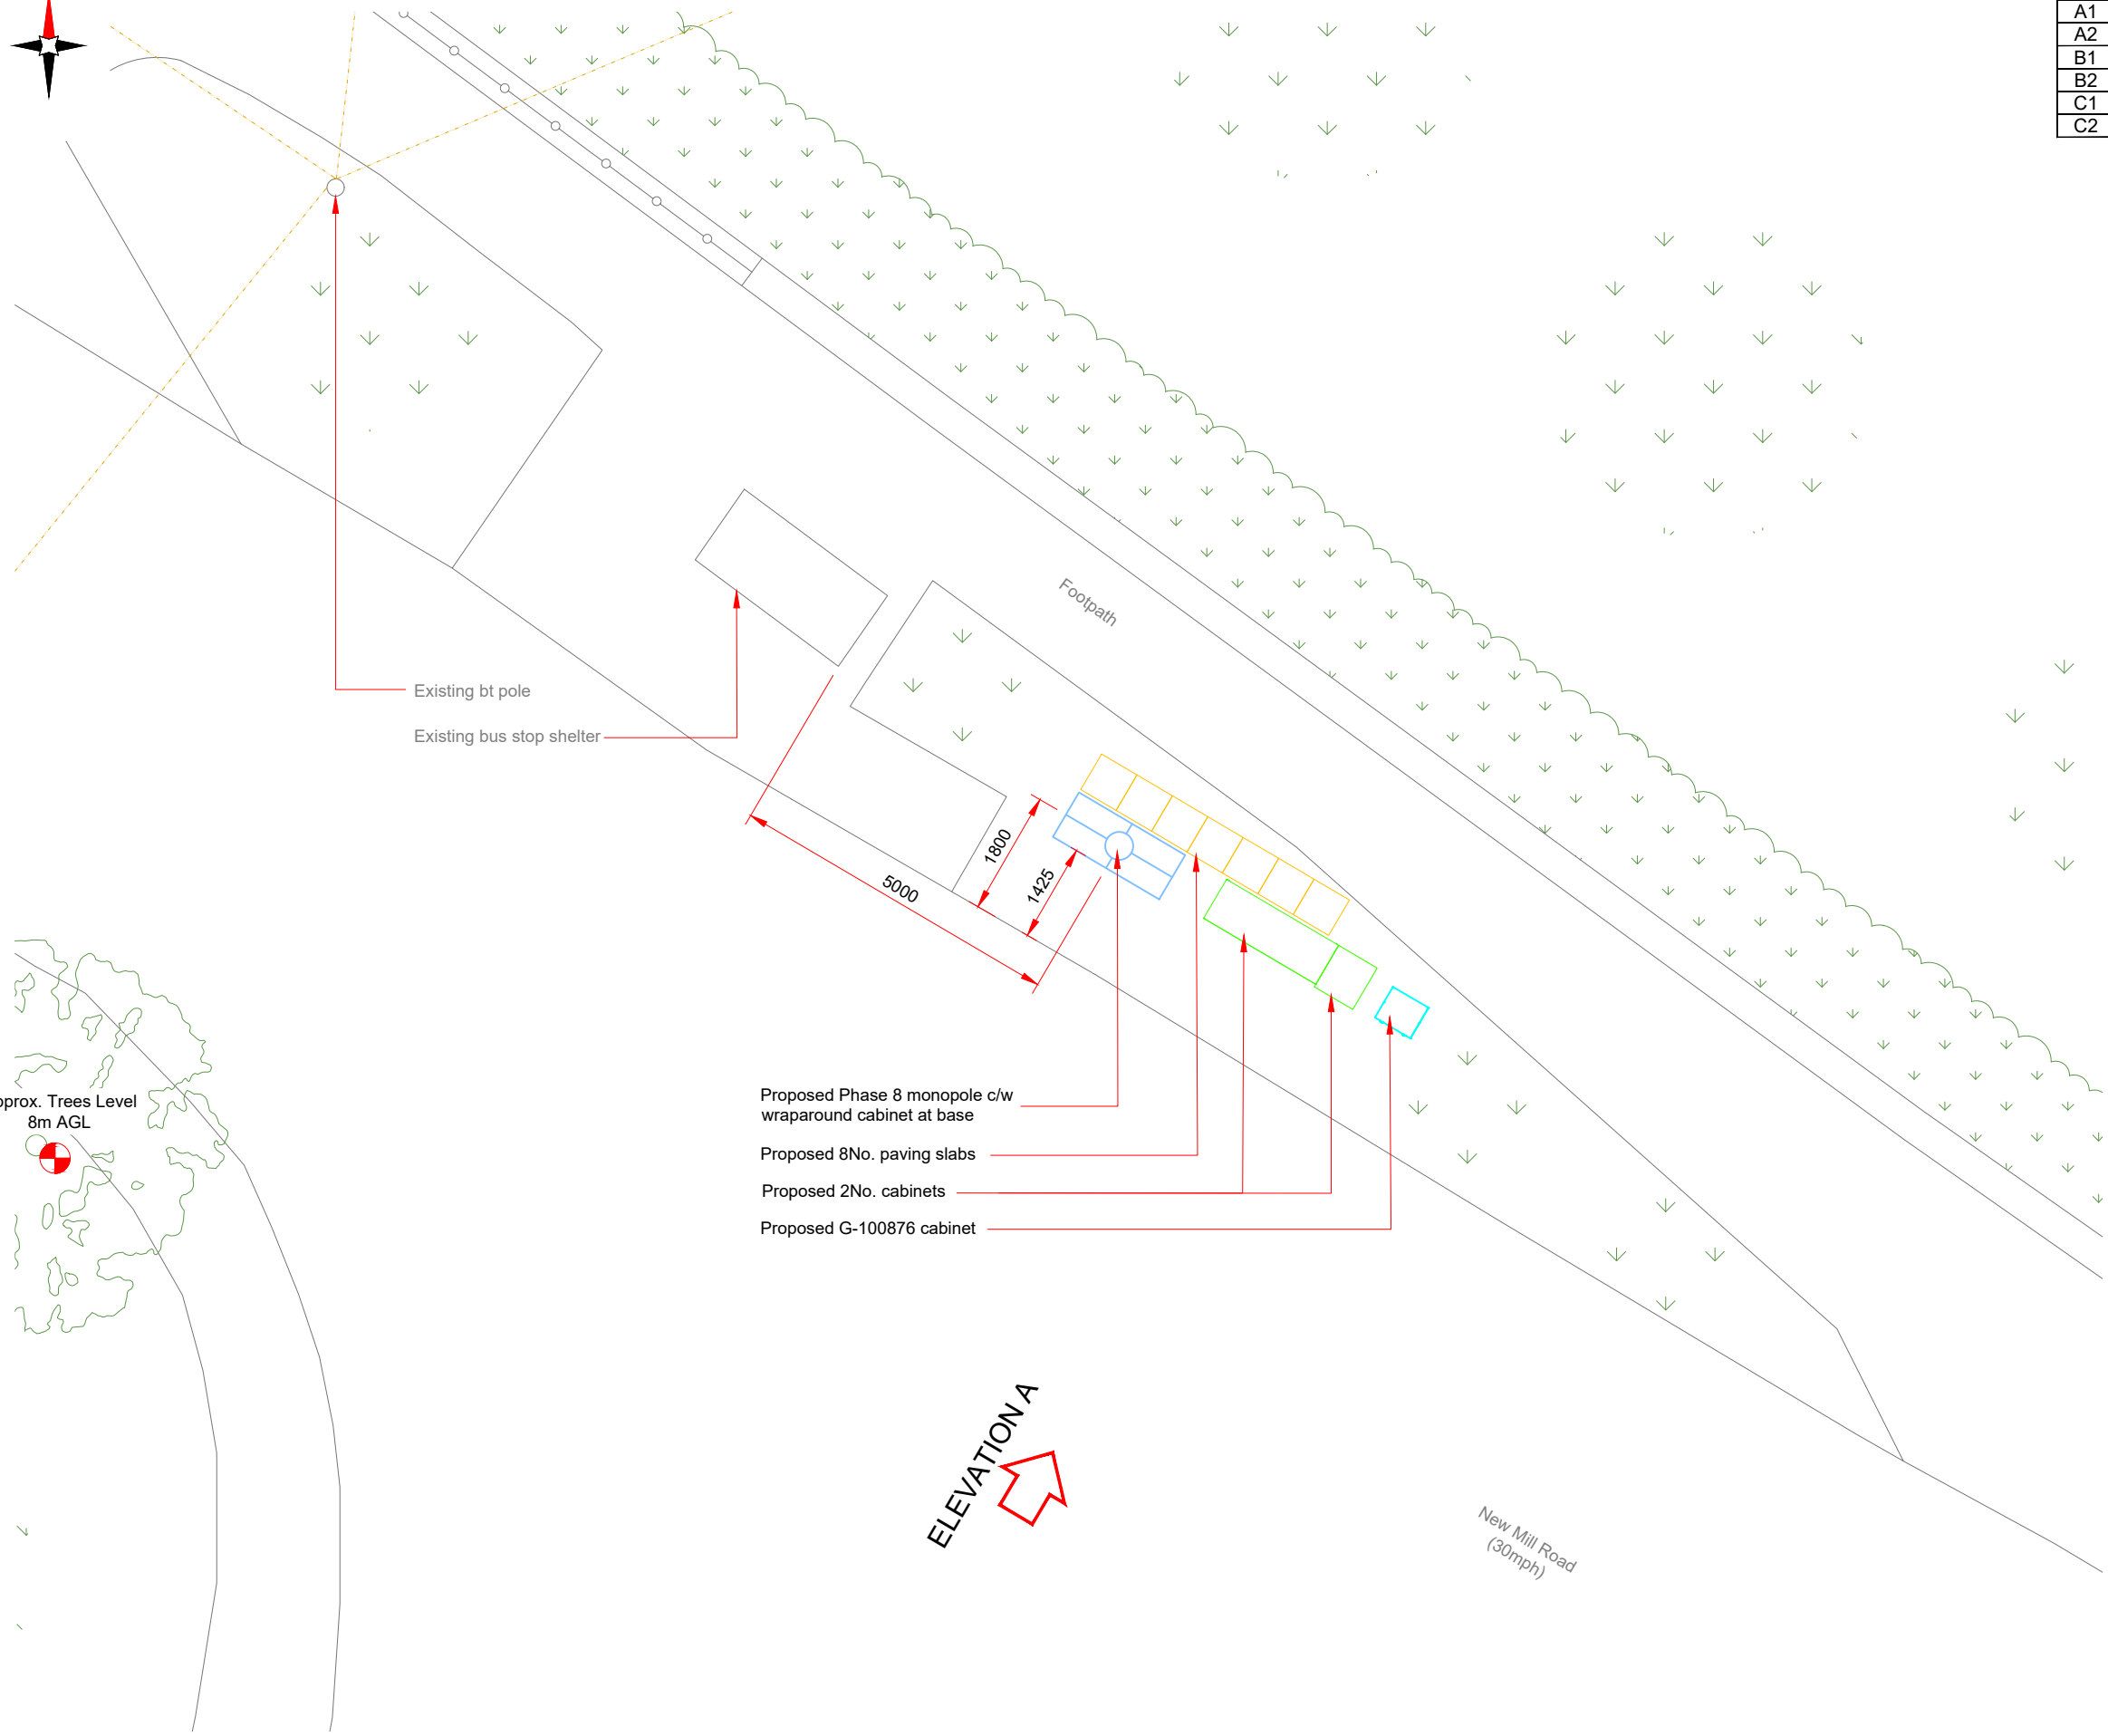 A1
A2
B1
B2
C1
C2
Footpath
Existing bt pole
Existing bus stop shelter
1800
1425
5000
Proposed Phase 8 monopole c/w
wraparound cabinet at base
Proposed 8No. paving slabs
Proposed 2No. cabinets
Proposed G-100876 cabinet
Trees Level
8m AGL
ELEVATION A
New Mill Road
(30mph)